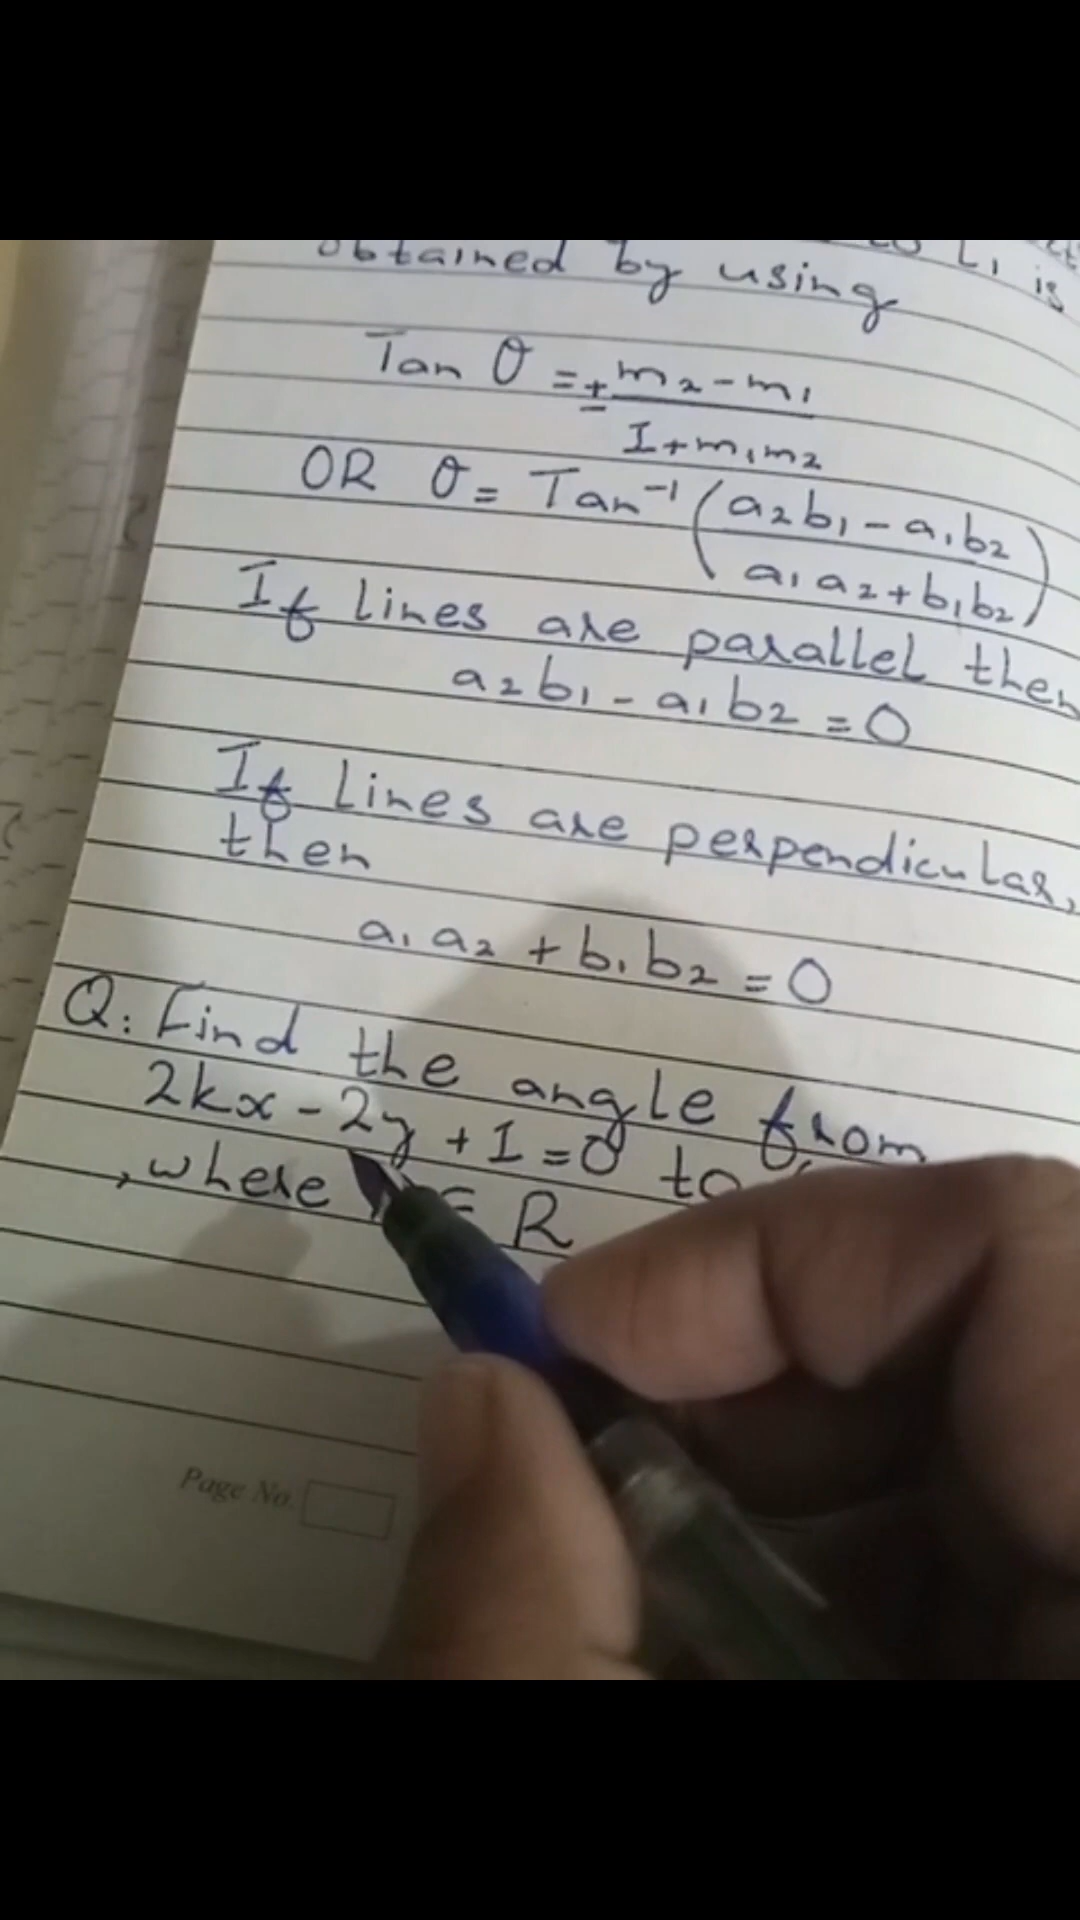 obtained by using L1 is
Tan θ = ± m2 - m1
1 + m1m2
OR θ = Tan⁻¹ (a2b1 - a1b2
a1a2 + b1b2)
If lines are parallel then
a2b1 - a1b2 = 0
If lines are perpendicular,
then
a1a2 + b1b2 = 0
Q: Find the angle from
2kx - 2y + 1 = 0 to
, where ∈ R
Page No.